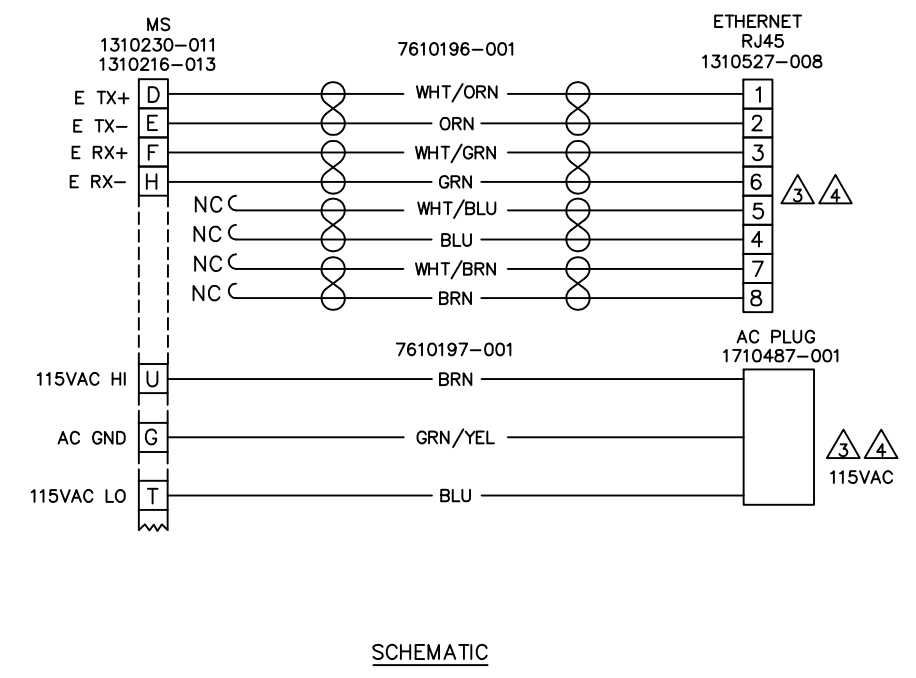 MS
1310230-011
1310216-013
7610196-001
ETHERNET
RJ45
1310527-008
E TX+ D WHT/ORN 1
E TX- E ORN 2
E RX+ F WHT/GRN 3
E RX- H GRN 6
3 4
NC WHT/BLU 5
NC BLU 4
NC WHT/BRN 7
NC BRN 8
7610197-001
AC PLUG
1710487-001
115VAC HI U BRN
AC GND G GRN/YEL
3 4
115VAC
115VAC LO T BLU
SCHEMATIC